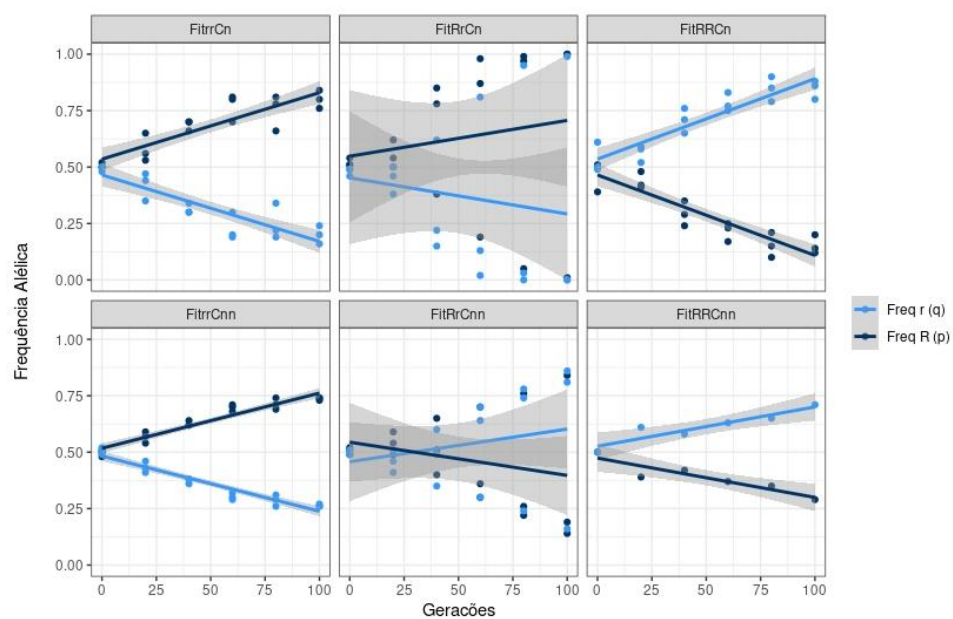 FitrrCn FitRrCn FitRRCn
1.00
0.75
0.50
0.25
0.00
FitrrCnn FitRrCnn FitRRCnn
1.00
0.75
0.50
0.25
0.00
0 25 50 75 100 0 25 50 75 100 0 25 50 75 100
Gerações
Frequência Alélica
Freq r (q)
Freq R (p)